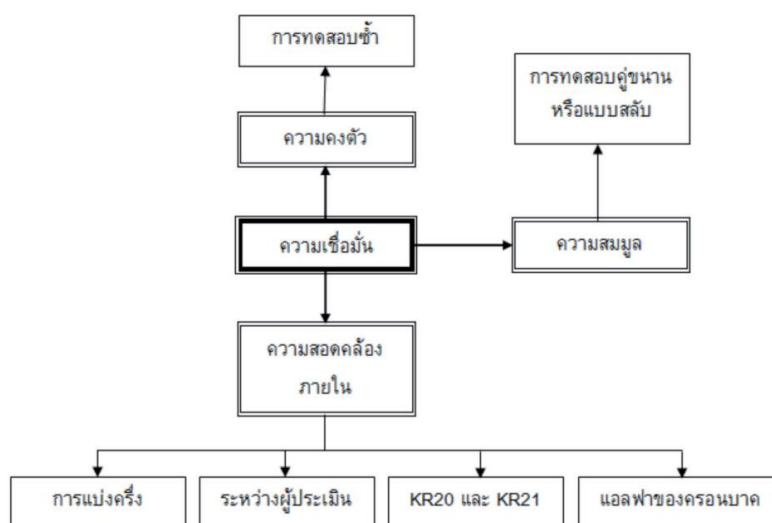 การทดสอบซ้ำ
การทดสอบคู่ขนาน
หรือแบบสลับ
ความคงตัว
ความเชื่อมั่น
ความสมมูล
ความสอดคล้อง
ภายใน
การแบ่งครึ่ง
ระหว่างผู้ประเมิน
KR20 และ KR21
แอลฟาของครอนบาค